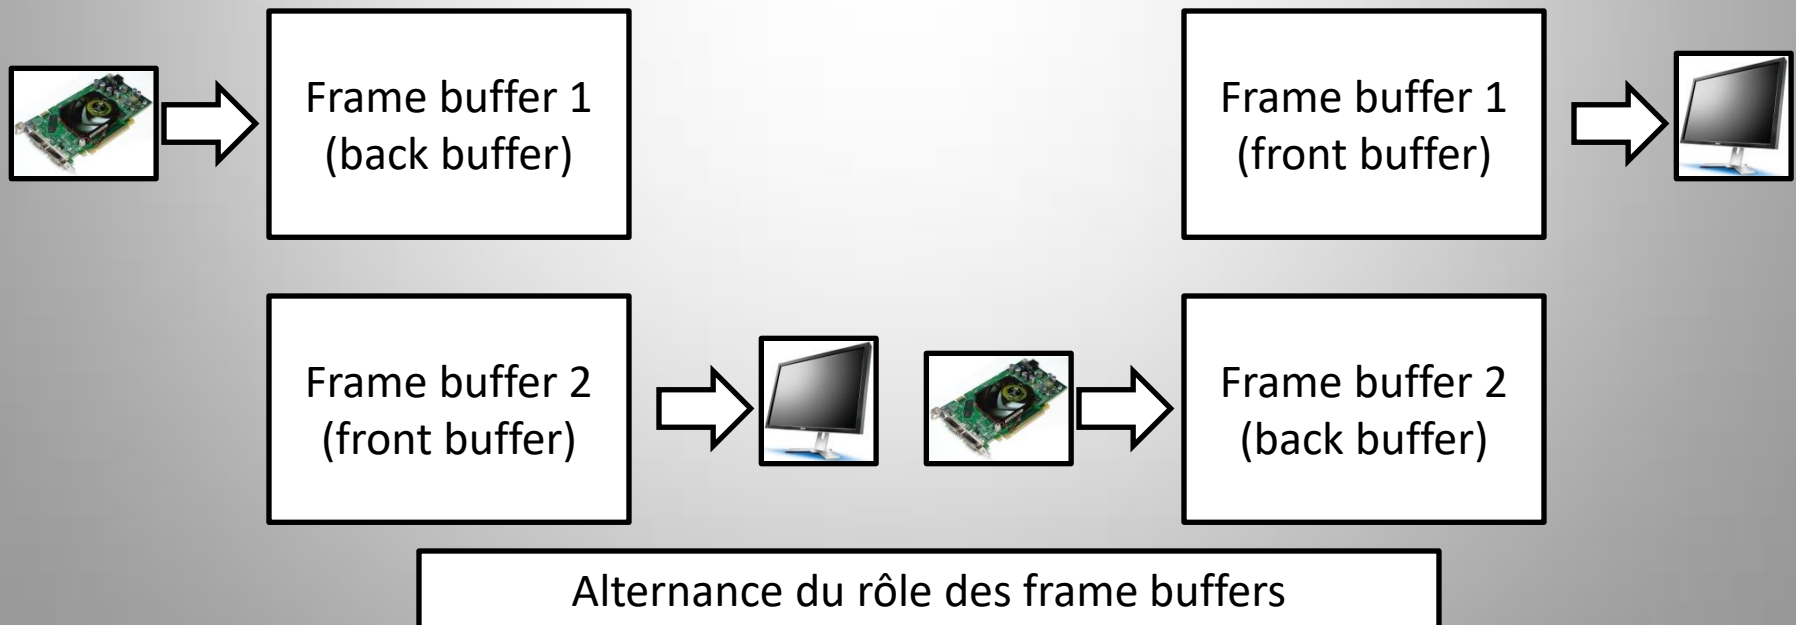 Frame buffer 1
(back buffer)
Frame buffer 1
(front buffer)
Frame buffer 2
(front buffer)
Frame buffer 2
(back buffer)
Alternance du rôle des frame buffers